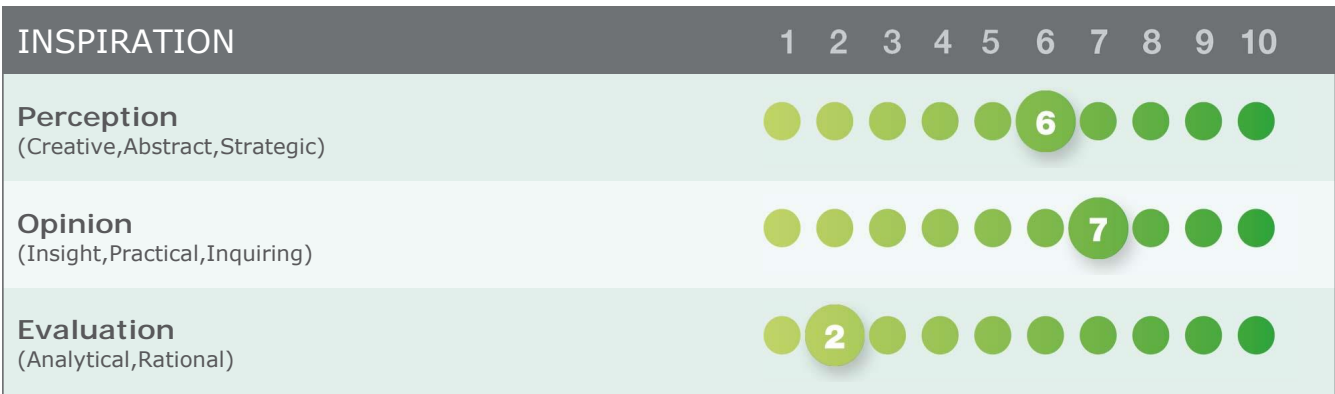 INSPIRATION 1 2 3 4 5 6 7 8 9 10
Perception
(Creative,Abstract,Strategic)
6
Opinion
(Insight,Practical,Inquiring)
7
Evaluation
(Analytical,Rational)
2